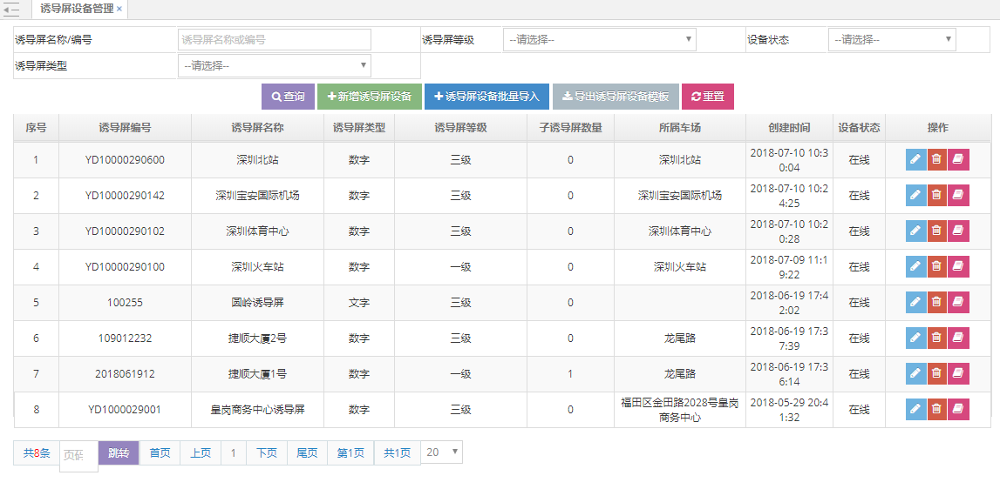 诱导屏设备管理 ×
诱导屏名称/编号 诱导屏名称或编号 诱导屏等级 --请选择-- 设备状态 --请选择--
诱导屏类型 --请选择--
查询 新增诱导屏设备 诱导屏设备批量导入 导出诱导屏设备模板 重置
序号 诱导屏编号 诱导屏名称 诱导屏类型 诱导屏等级 子诱导屏数量 所属车场 创建时间 设备状态 操作
1 YD10000290600 深圳北站 数字 三级 0 深圳北站 2018-07-10 10:3
0:04 在线
2 YD10000290142 深圳宝安国际机场 数字 三级 0 深圳宝安国际机场 2018-07-10 10:2
4:25 在线
3 YD10000290102 深圳体育中心 数字 三级 0 深圳体育中心 2018-07-10 10:2
0:28 在线
4 YD10000290100 深圳火车站 数字 一级 0 深圳火车站 2018-07-09 11:1
9:22 在线
5 100255 园岭诱导屏 文字 三级 0 2018-06-19 17:4
2:02 在线
6 109012232 捷顺大厦2号 数字 三级 0 龙尾路 2018-06-19 17:3
7:39 在线
7 2018061912 捷顺大厦1号 数字 一级 1 龙尾路 2018-06-19 17:3
6:14 在线
8 YD1000029001 皇岗商务中心诱导屏 数字 三级 0 福田区金田路2028号皇岗
商务中心 2018-05-29 20:4
1:32 在线
共8条 页码 跳转 首页 上页 1 下页 尾页 第1页 共1页 20